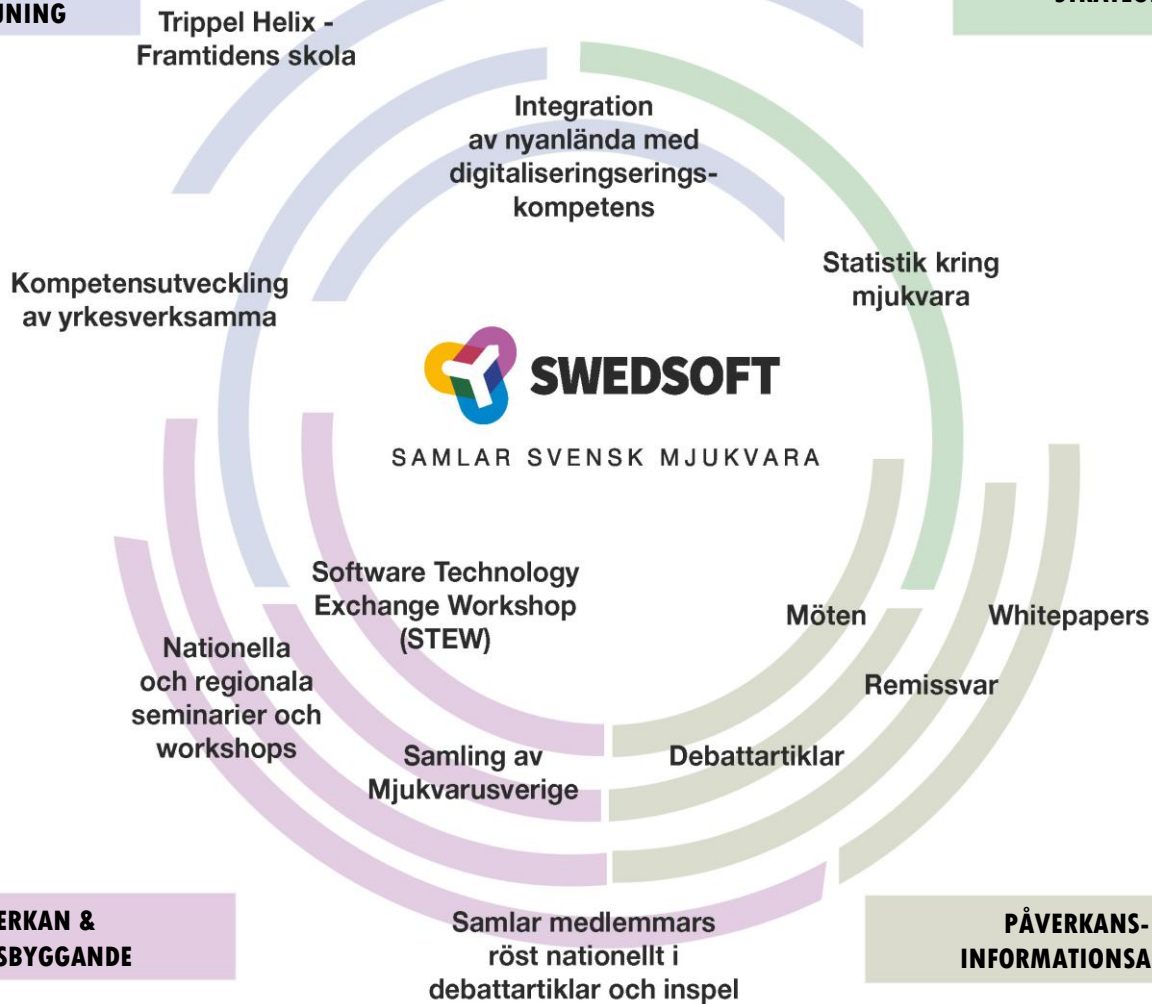 JNING
Trippel Helix -
Framtidens skola
Integration
av nyanlända med
digitaliseringserings-
kompetens
Statistik kring
mjukvara
Kompetensutveckling
av yrkesverksamma
SWEDSOFT
SAMLAR SVENSK MJUKVARA
Software Technology
Exchange Workshop
(STEW)
Möten
Whitepapers
Nationella
och regionala
seminarier och
workshops
Remissvar
Samling av
Mjukvarusverige
Debattartiklar
ERKAN &
SBYGGANDE
Samlar medlemmars
röst nationellt i
debattartiklar och inspel
PÅVERKANS-
INFORMATIONSA